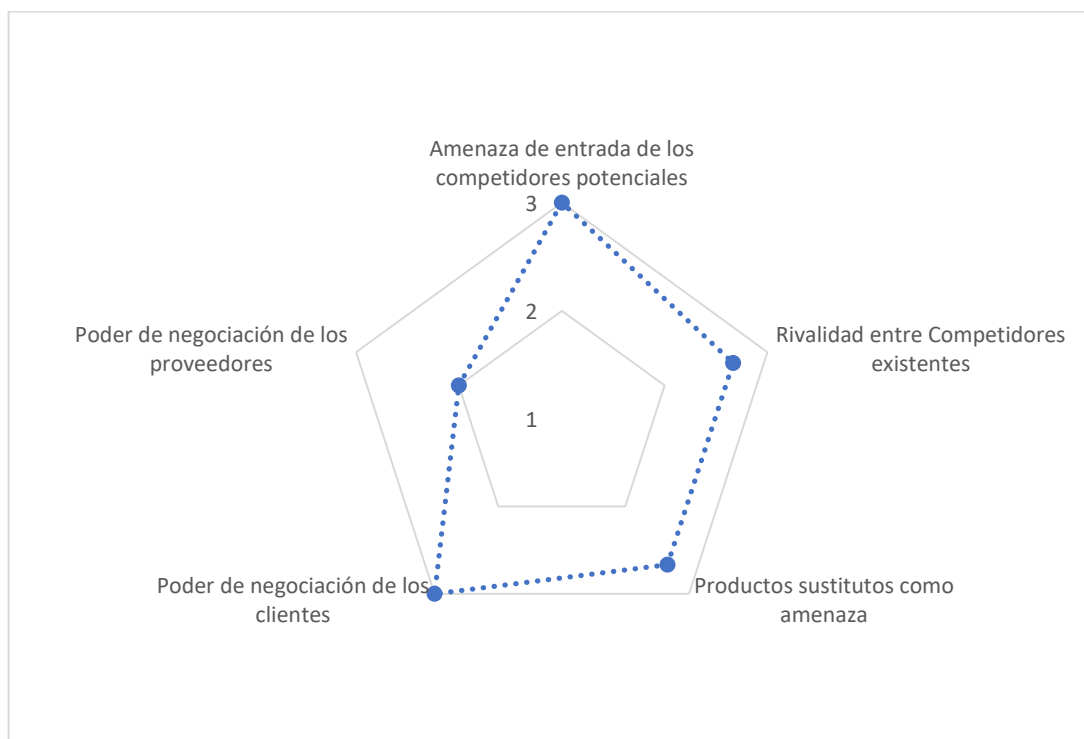 Amenaza de entrada de los
competidores potenciales
3
2
1
Rivalidad entre Competidores
existentes
Productos sustitutos como
amenaza
Poder de negociación de los
clientes
Poder de negociación de los
proveedores